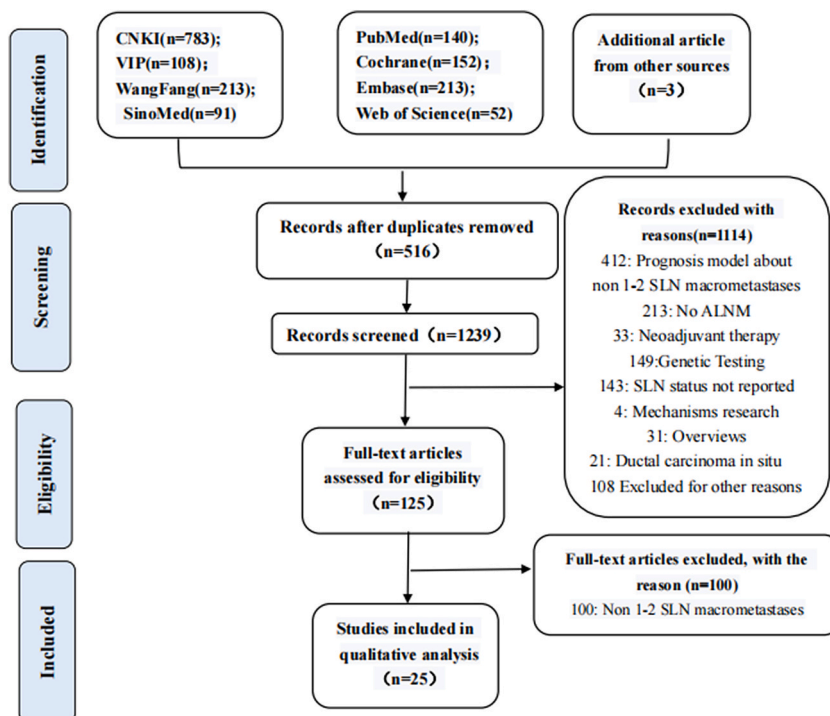 Identification
CNKI(n=783);
VIP(n=108);
WangFang(n=213);
SinoMed(n=91)
PubMed(n=140);
Cochrane(n=152);
Embase(n=213);
Web of Science(n=52)
Additional article
from other sources
(n=3)
Screening
Records after duplicates removed
(n=516)
Records screened (n=1239)
Records excluded with
reasons(n=1114)
412: Prognosis model about
non 1-2 SLN macrometastases
213: No ALNM
33: Neoadjuvant therapy
149:Genetic Testing
143: SLN status not reported
4: Mechanisms research
31: Overviews
21: Ductal carcinoma in situ
108 Excluded for other reasons
Eligibility
Full-text articles
assessed for eligibility
(n=125)
Full-text articles excluded, with the
reason (n=100)
100: Non 1-2 SLN macrometastases
Included
Studies included in
qualitative analysis
(n=25)